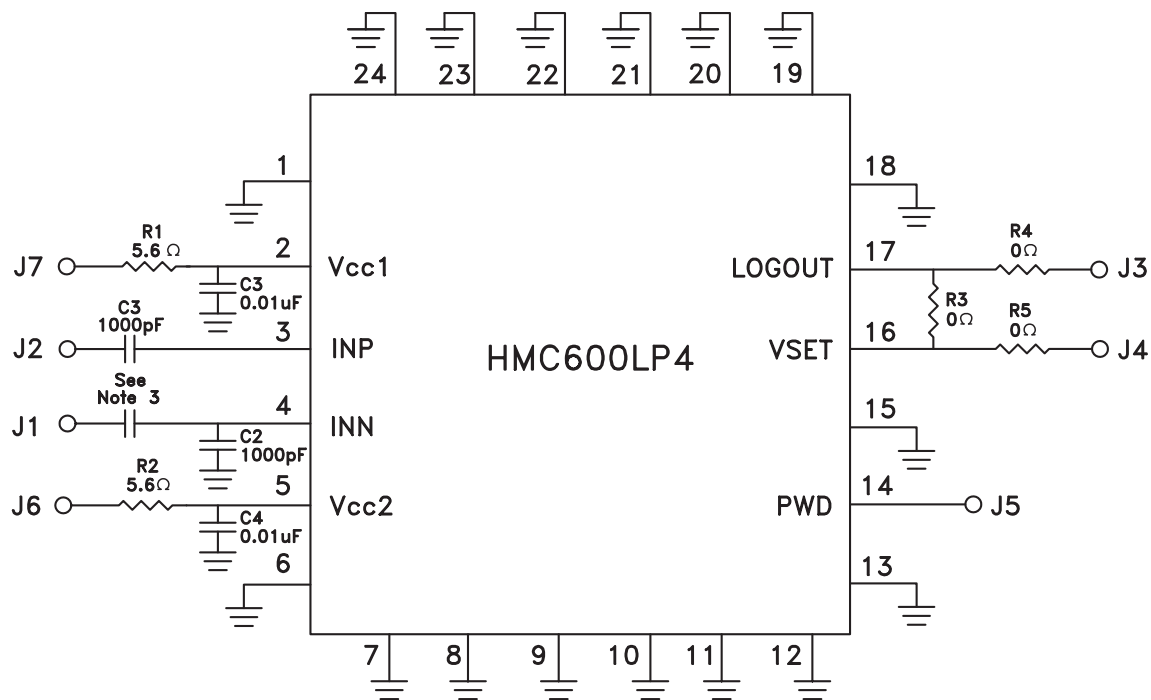 24 23 22 21 20 19
1
18
J7
R1
5.6 Ω
2
Vcc1
C3
0.01uF
LOGOUT
17
R4
0Ω
J3
R3
0Ω
J2
C3
1000pF
3
INP
HMC600LP4
VSET
16
R5
0Ω
J4
J1
See
Note 3
4
INN
C2
1000pF
15
J6
R2
5.6Ω
5
Vcc2
C4
0.01uF
PWD
14
J5
6
13
7 8 9 10 11 12